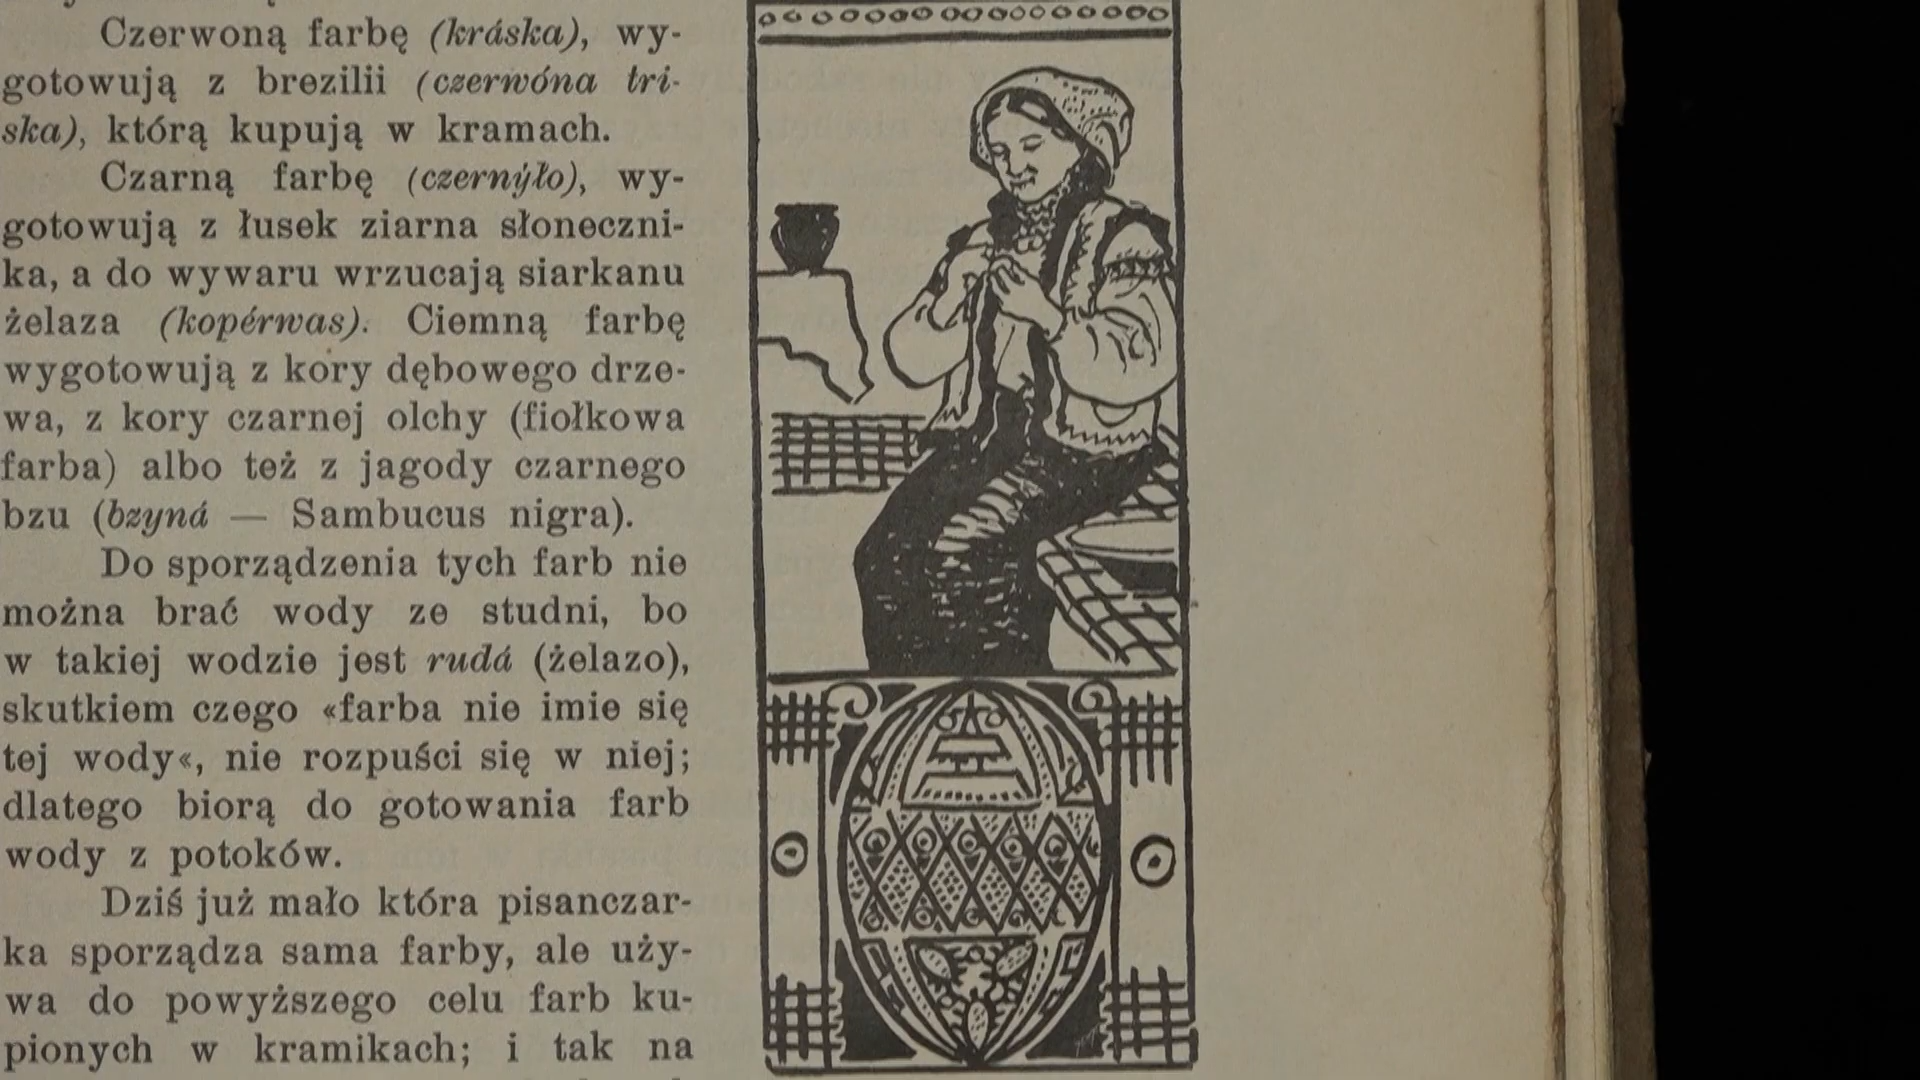 Czerwoną farbę (kráska), wy-
gotowują z brezilii (czerwóna tri-
ska), którą kupują w kramach.
Czarną farbę (czernýło), wy-
gotowują z łusek ziarna słoneczni-
ka, a do wywaru wrzucają siarkanu
żelaza (kopérwas). Ciemną farbę
wygotowują z kory dębowego drze-
wa, z kory czarnej olchy (fiołkowa
farba) albo też z jagody czarnego
bzu (bzyná — Sambucus nigra).
Do sporządzenia tych farb nie
można brać wody ze studni, bo
w takiej wodzie jest rudá (żelazo),
skutkiem czego «farba nie imie się
tej wody«, nie rozpuści się w niej;
dlatego biorą do gotowania farb
wody z potoków.
Dziś już mało która pisanczar-
ka sporządza sama farby, ale uży-
wa do powyższego celu farb ku-
pionych w kramikach; i tak na